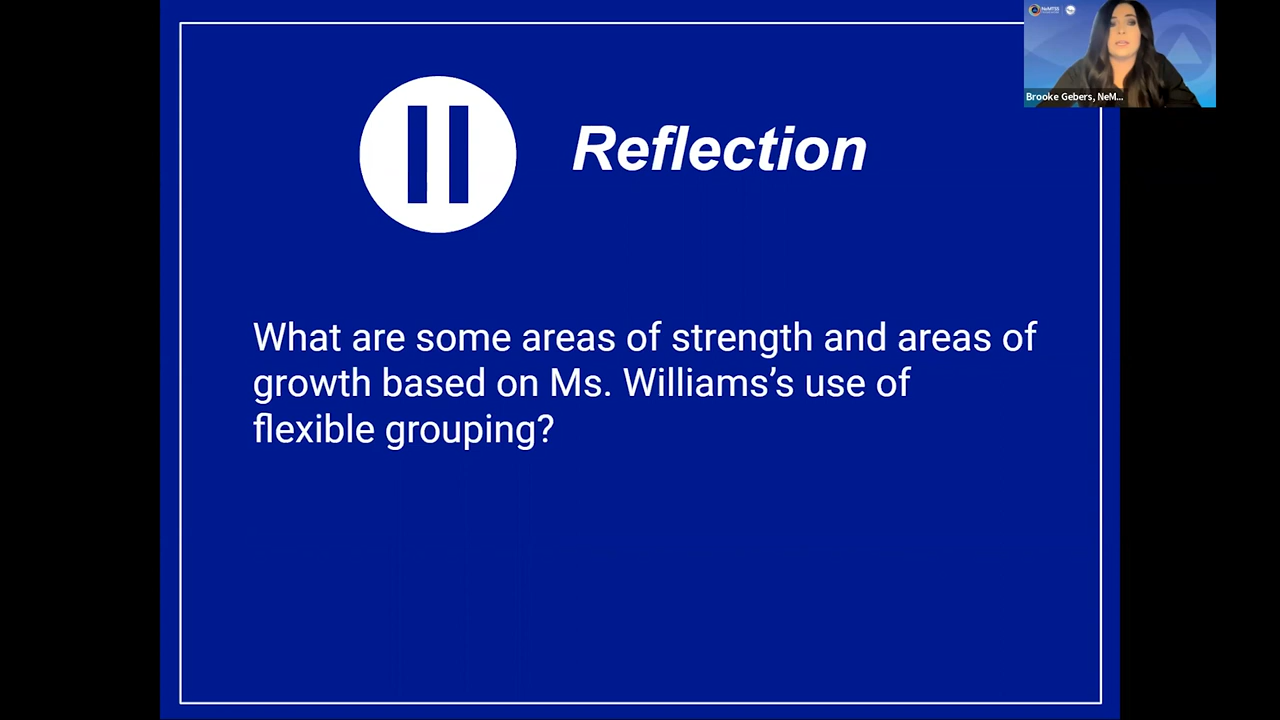 Reflection
What are some areas of strength and areas of
growth based on Ms. Williams’s use of
flexible grouping?
NeMTSS
Brooke Gebers, NeM...